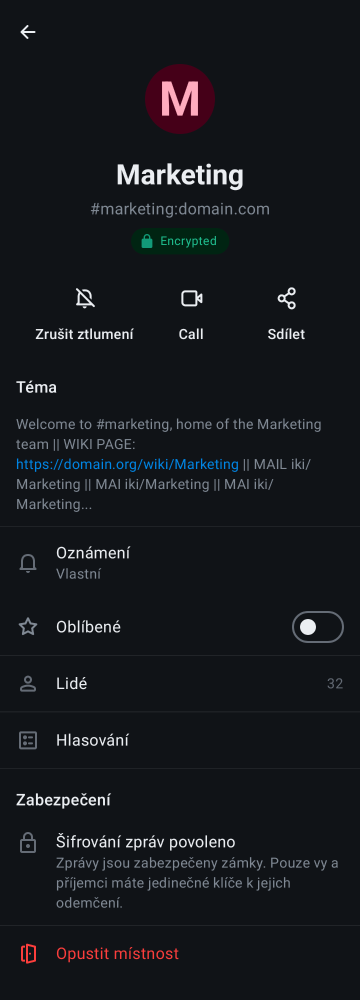 M
Marketing
#marketing:domain.com
Encrypted
Zrušit ztlumení
Call
Sdílet
Téma
Welcome to #marketing, home of the Marketing
team || WIKI PAGE:
https://domain.org/wiki/Marketing || MAIL iki/
Marketing || MAI iki/Marketing || MAI iki/
Marketing...
Oznámení
Vlastní
Oblíbené
Lidé 32
Hlasování
Zabezpečení
Šifrování zpráv povoleno
Zprávy jsou zabezpečeny zámky. Pouze vy a
příjemci máte jedinečné klíče k jejich
odemčení.
Opustit místnost